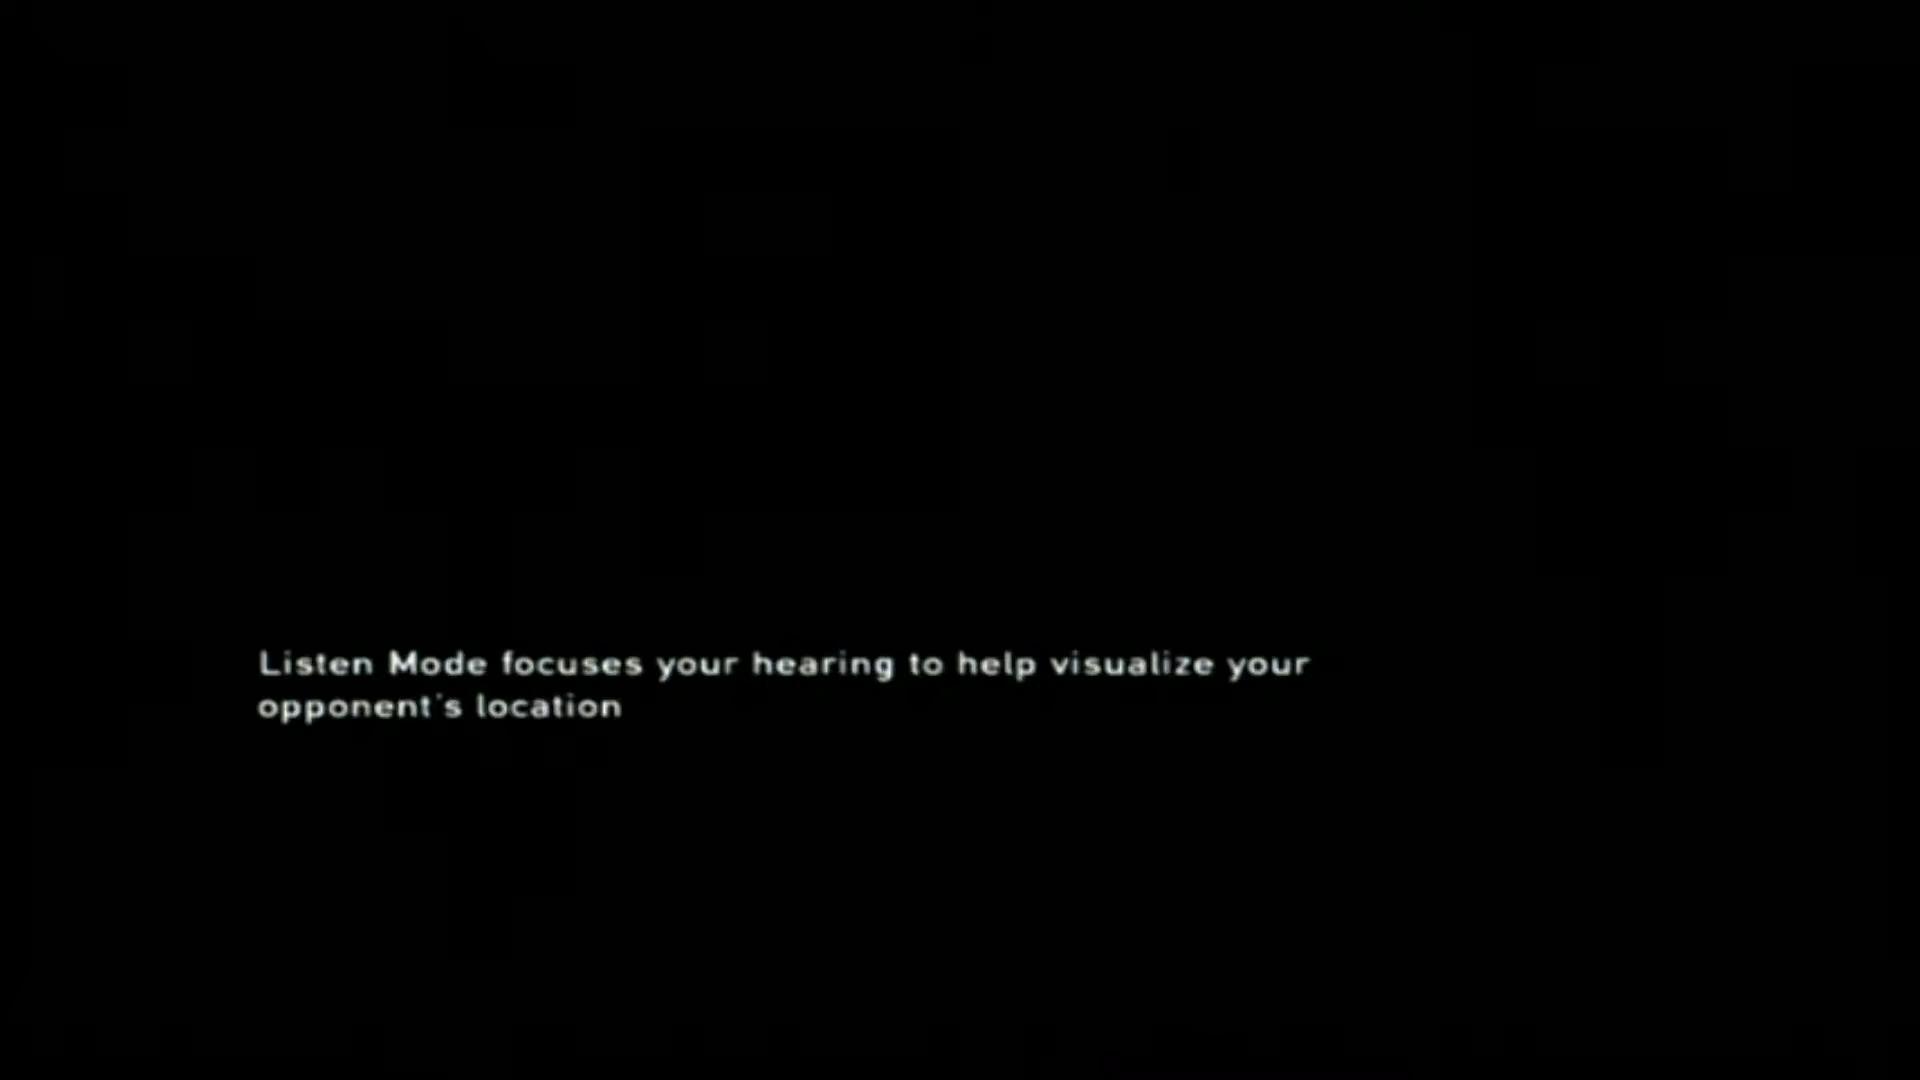 Listen Mode focuses your hearing to help visualize your
opponent's location